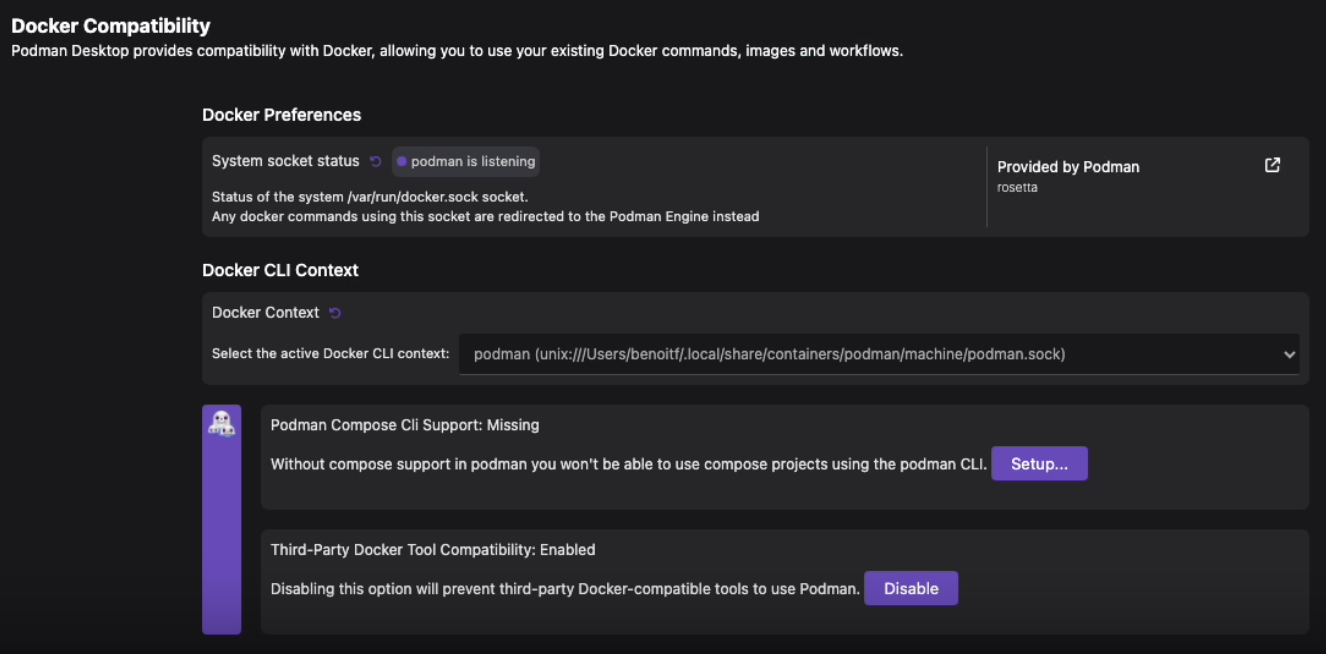 Docker Compatibility
Podman Desktop provides compatibility with Docker, allowing you to use your existing Docker commands, images and workflows.
Docker Preferences
System socket status podman is listening
Status of the system /var/run/docker.sock socket.
Any docker commands using this socket are redirected to the Podman Engine instead
Provided by Podman
rosetta
Docker CLI Context
Docker Context
Select the active Docker CLI context: podman (unix:///Users/benoitf/.local/share/containers/podman/machine/podman.sock)
Podman Compose Cli Support: Missing
Without compose support in podman you won't be able to use compose projects using the podman CLI. Setup...
Third-Party Docker Tool Compatibility: Enabled
Disabling this option will prevent third-party Docker-compatible tools to use Podman. Disable